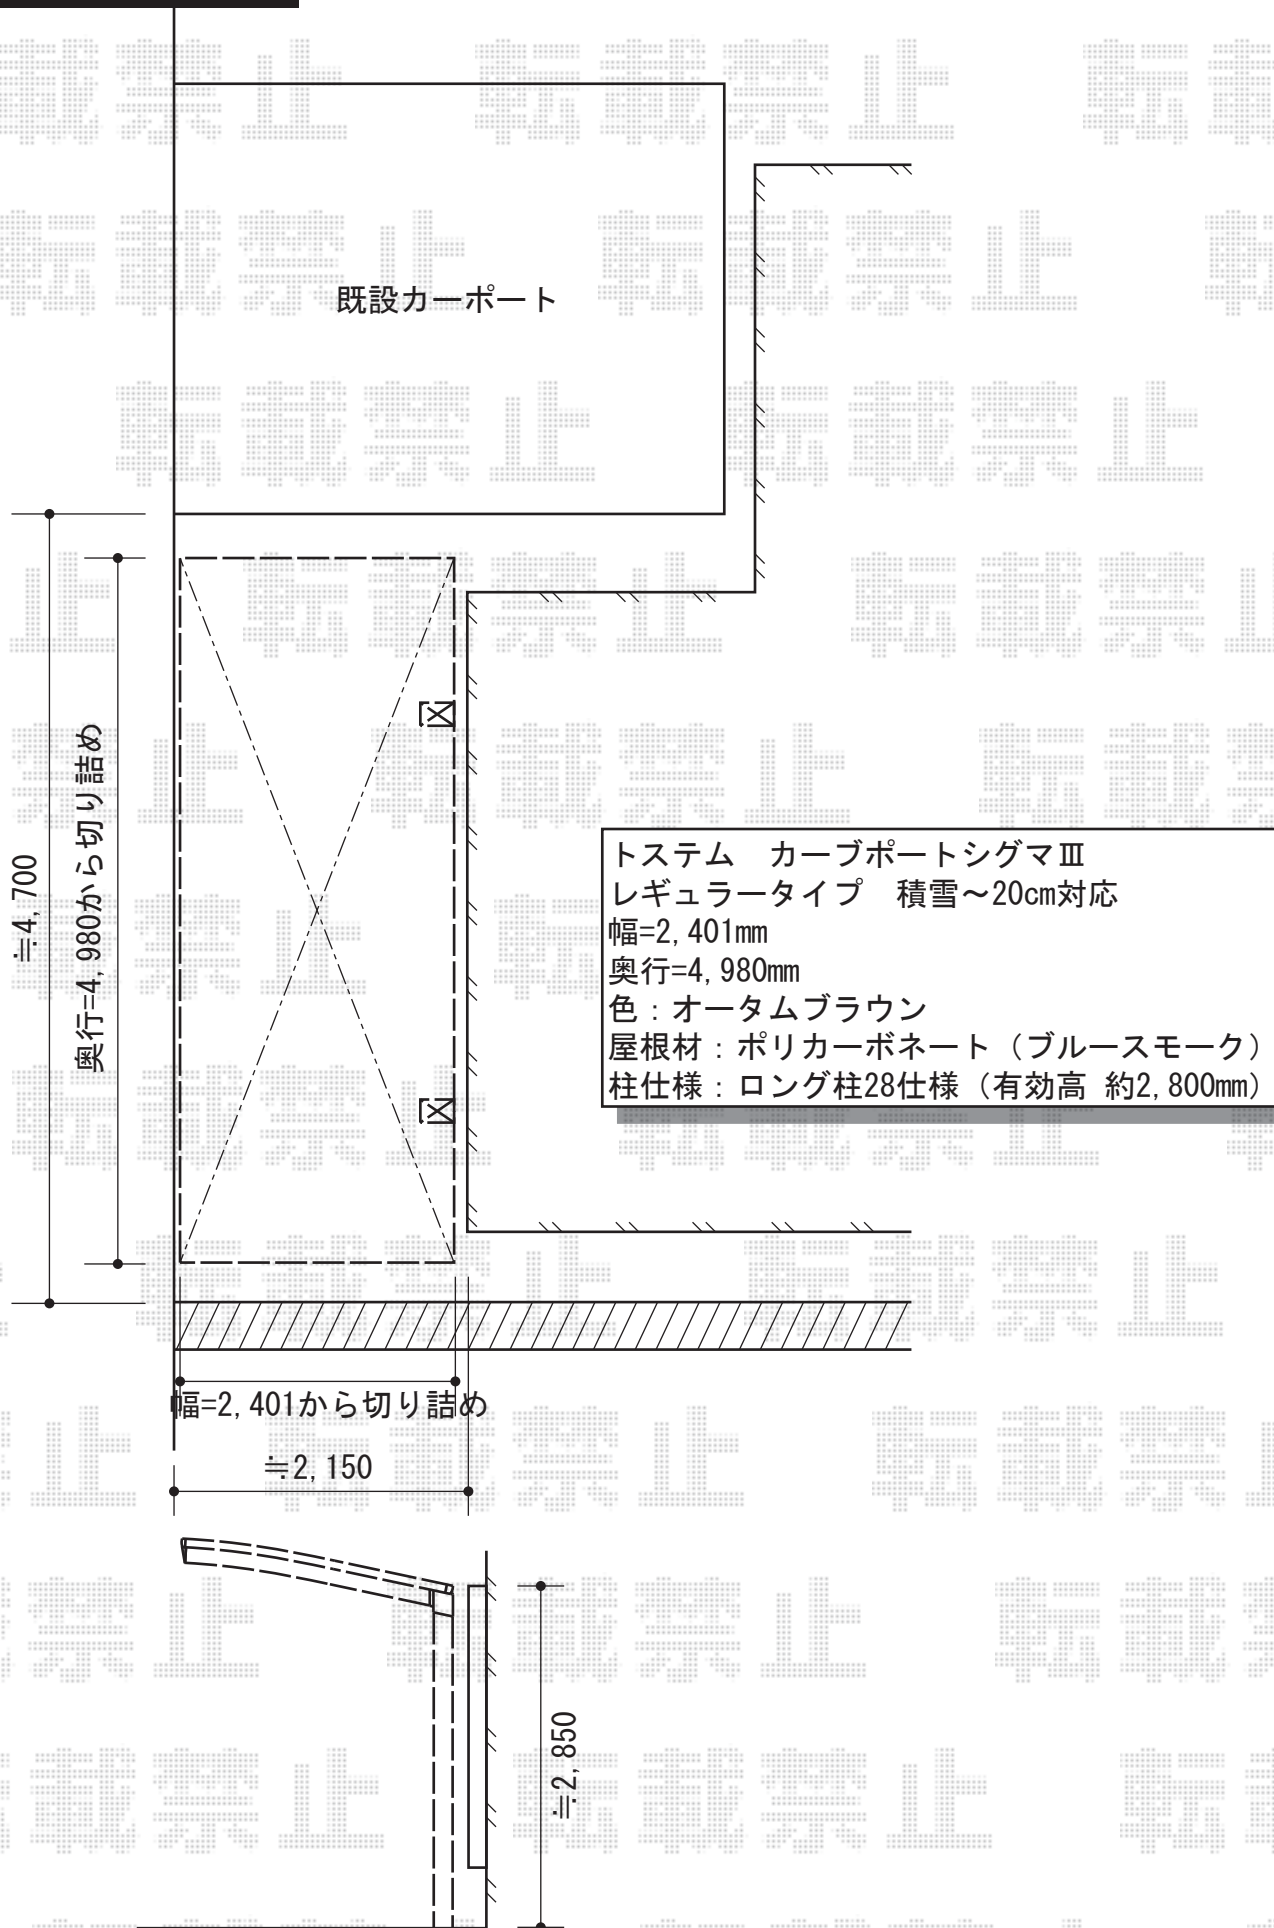 既設カーポート
≒4,700
奥行=4,980から切り詰め
トステム　カーブポートシグマⅢ
レギュラータイプ　積雪～20cm対応
幅=2,401mm
奥行=4,980mm
色：オータムブラウン
屋根材：ポリカーボネート（ブルースモーク）
柱仕様：ロング柱28仕様（有効高 約2,800mm）
幅=2,401から切り詰め
≒2,150
≒2,850
転載禁止